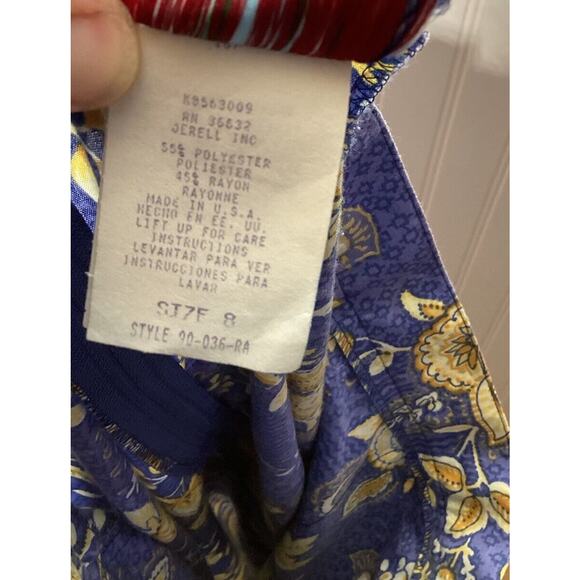 K9563009
RN 36632
JERELL INC
55% POLYESTER
POLIESTER
45% RAYON
RAYONNE
MADE IN U.S.A.
HECHO EN EE. UU.
LIFT UP FOR CARE
INSTRUCTIONS
LEVANTAR PARA VER
INSTRUCCIONES PARA
LAVAR
SIZE 8
STYLE 90-036-RA